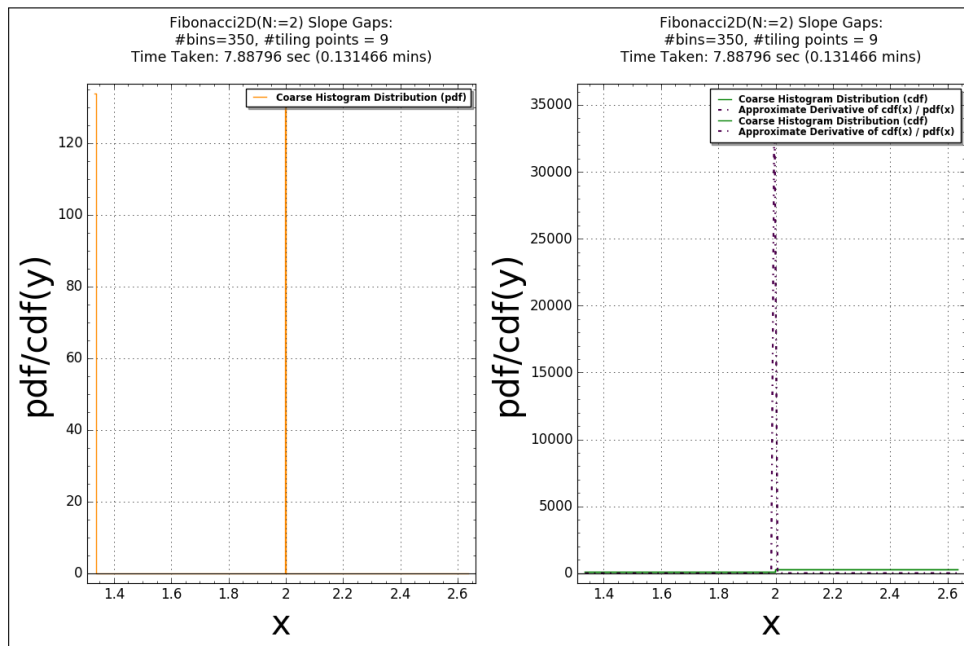 Fibonacci2D(N:=2) Slope Gaps:
#bins=350, #tiling points = 9
Time Taken: 7.88796 sec (0.131466 mins)
Coarse Histogram Distribution (pdf)
120
100
80
60
40
20
0
pdf/cdf(y)
1.4 1.6 1.8 2 2.2 2.4 2.6
x
Fibonacci2D(N:=2) Slope Gaps:
#bins=350, #tiling points = 9
Time Taken: 7.88796 sec (0.131466 mins)
Coarse Histogram Distribution (cdf)
Approximate Derivative of cdf(x) / pdf(x)
Coarse Histogram Distribution (cdf)
Approximate Derivative of cdf(x) / pdf(x)
35000
30000
25000
20000
15000
10000
5000
0
pdf/cdf(y)
1.4 1.6 1.8 2 2.2 2.4 2.6
x